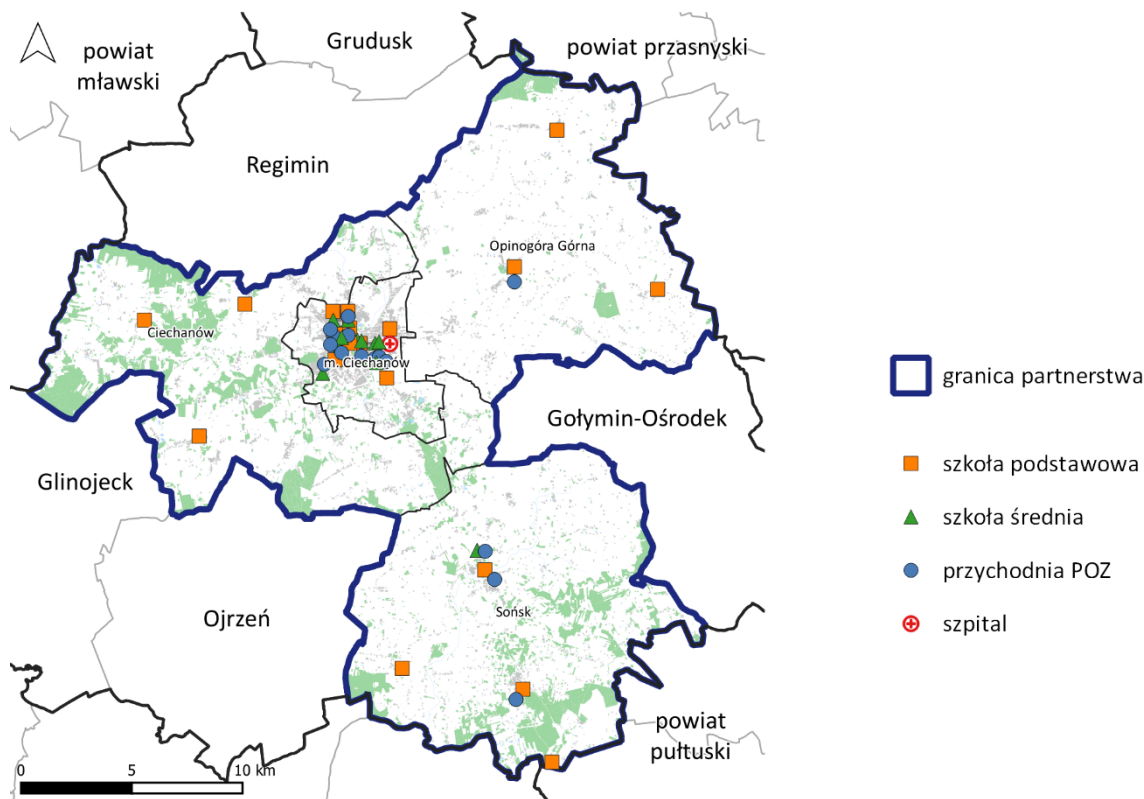 Grudusk
powiat
mławski
powiat przasnyski
Regimin
Opinogóra Górna
Ciechanów
m. Ciechanów
Gołymin-Ośrodek
Glinojeck
Ojrzeń
Sońsk
powiat
pułtuski
0 5 10 km
granica partnerstwa
szkoła podstawowa
szkoła średnia
przychodnia POZ
szpital